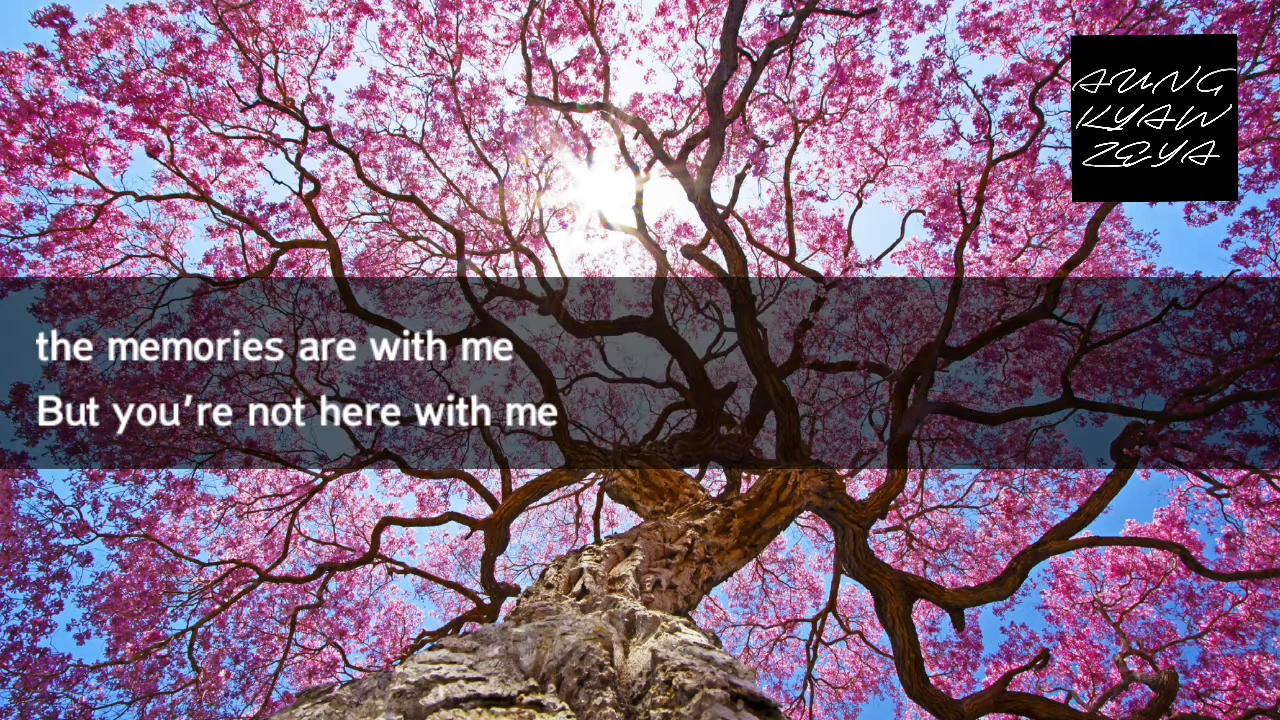 AUNG
KYAW
ZEYA
the memories are with me
But you’re not here with me